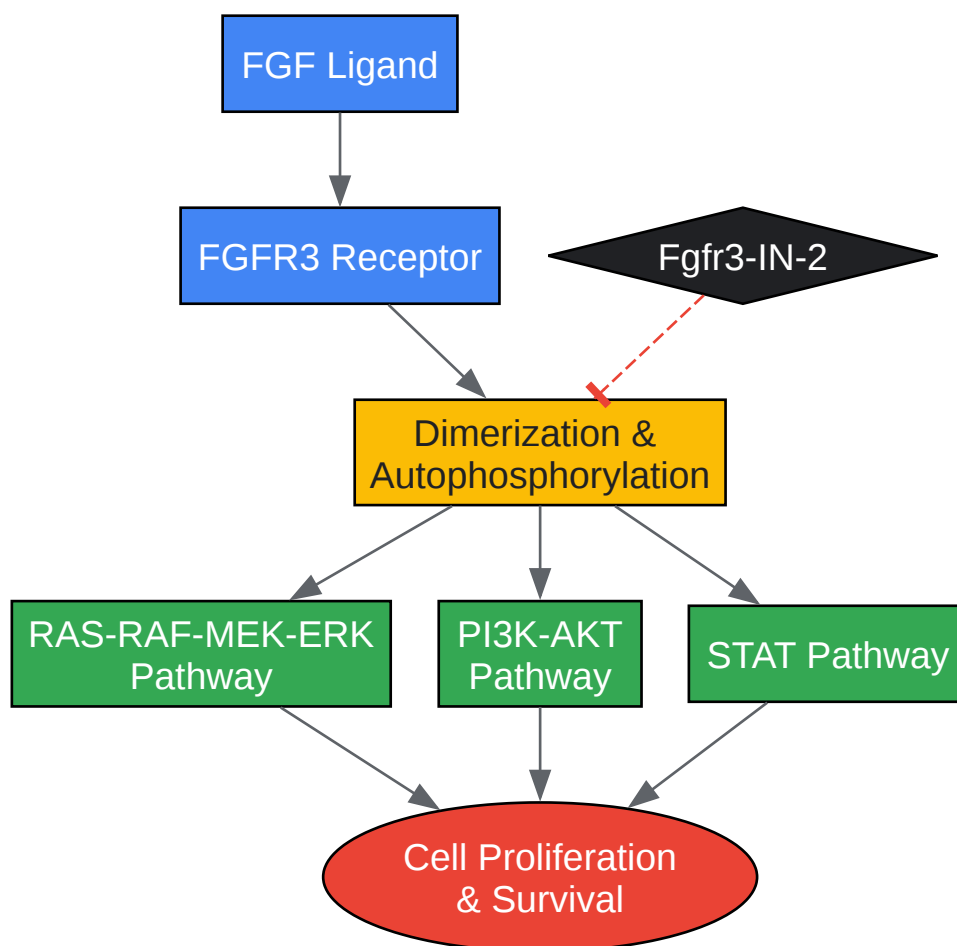 FGF Ligand
FGFR3 Receptor
Fgfr3-IN-2
Dimerization &
Autophosphorylation
RAS-RAF-MEK-ERK
Pathway
PI3K-AKT
Pathway
STAT Pathway
Cell Proliferation
& Survival